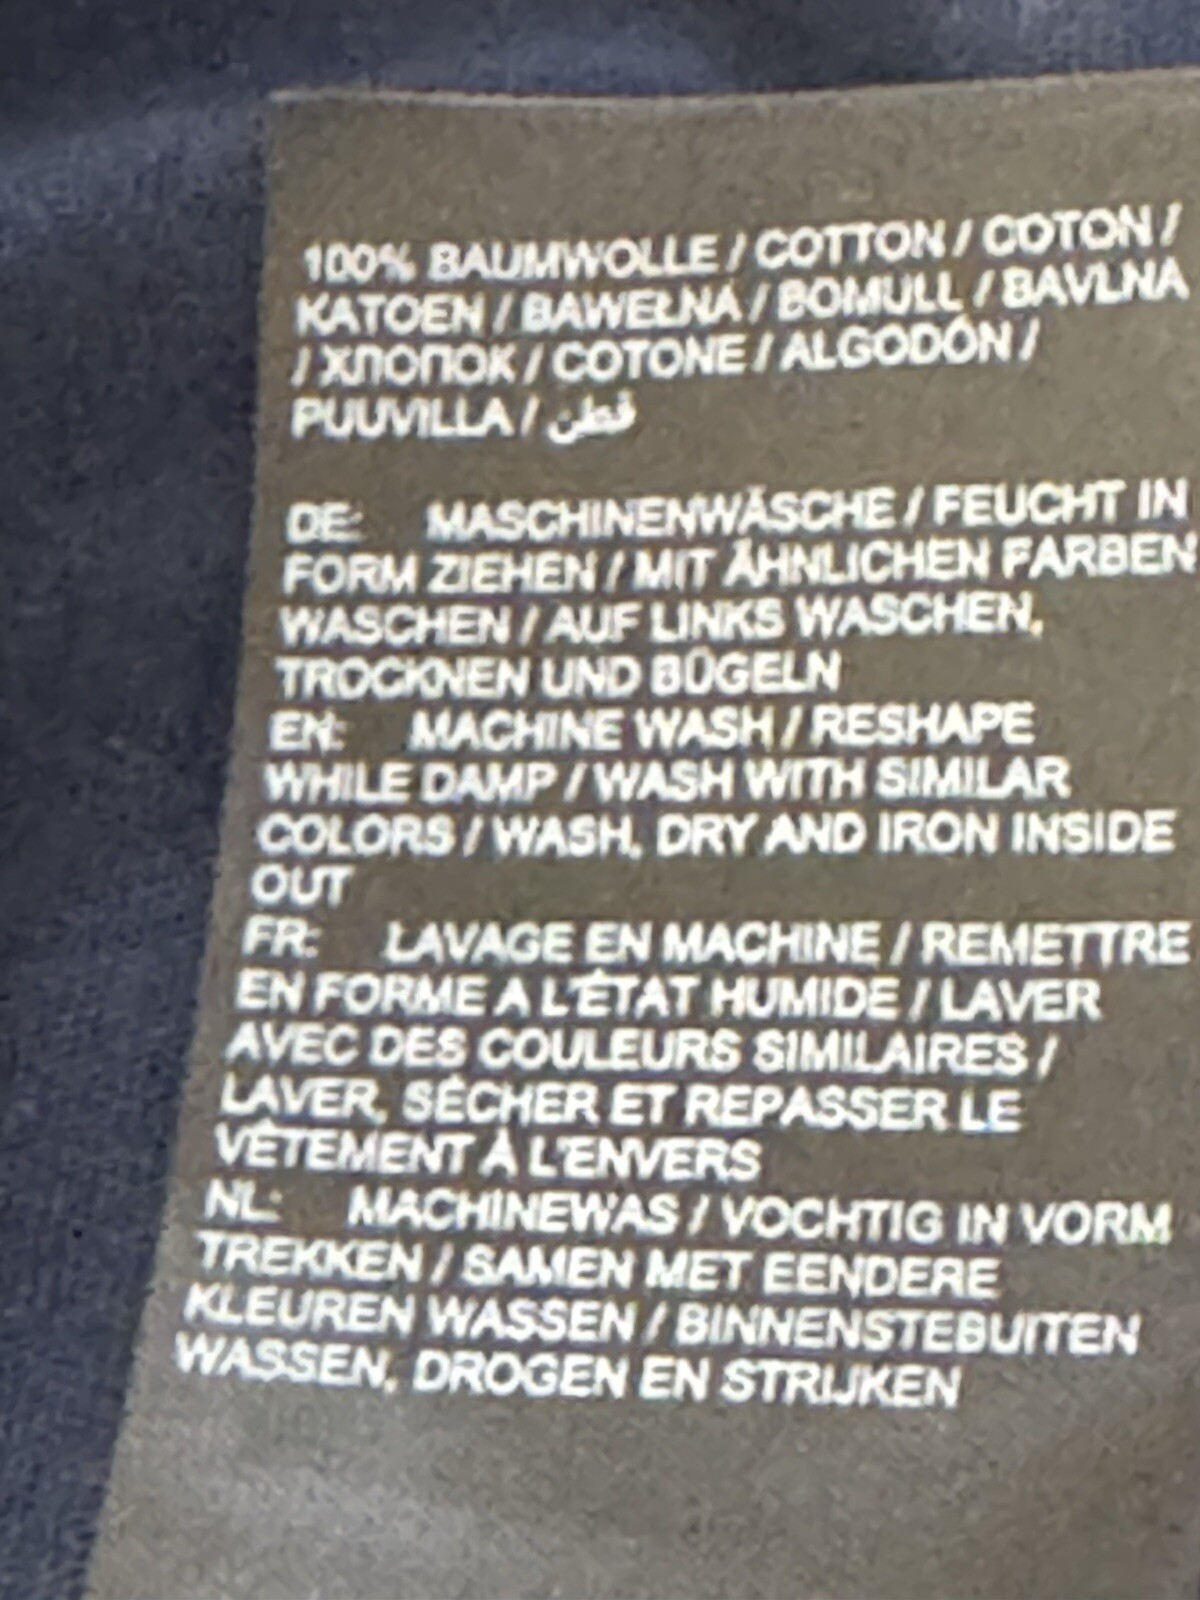 100% BAUMWOLLE / COTTON / COTON /
KATOEN / BAWEŁNA / BOMULL / BAVLNA
/ ХЛОПОК / COTONE / ALGODÓN /
PUUVILLA / قطن
DE: MASCHINENWÄSCHE / FEUCHT IN
FORM ZIEHEN / MIT ÄHNLICHEN FARBEN
WASCHEN / AUF LINKS WASCHEN,
TROCKNEN UND BÜGELN
EN: MACHINE WASH / RESHAPE
WHILE DAMP / WASH WITH SIMILAR
COLORS / WASH, DRY AND IRON INSIDE
OUT
FR: LAVAGE EN MACHINE / REMETTRE
EN FORME A L'ÉTAT HUMIDE / LAVER
AVEC DES COULEURS SIMILAIRES /
LAVER, SÉCHER ET REPASSER LE
VÊTEMENT À L'ENVERS
NL: MACHINEWAS / VOCHTIG IN VORM
TREKKEN / SAMEN MET EENDERE
KLEUREN WASSEN / BINNENSTEBUITEN
WASSEN, DROGEN EN STRIJKEN